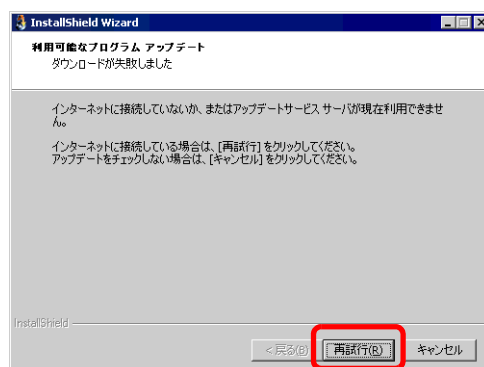 InstallShield Wizard
利用可能なプログラム アップデート
ダウンロードが失敗しました
インターネットに接続していないか、またはアップデートサービス サーバが現在利用できませ
ん。
インターネットに接続している場合は、[再試行] をクリックしてください。
アップデートをチェックしない場合は、[キャンセル] をクリックしてください。
InstallShield
< 戻る(B) 再試行(R) キャンセル